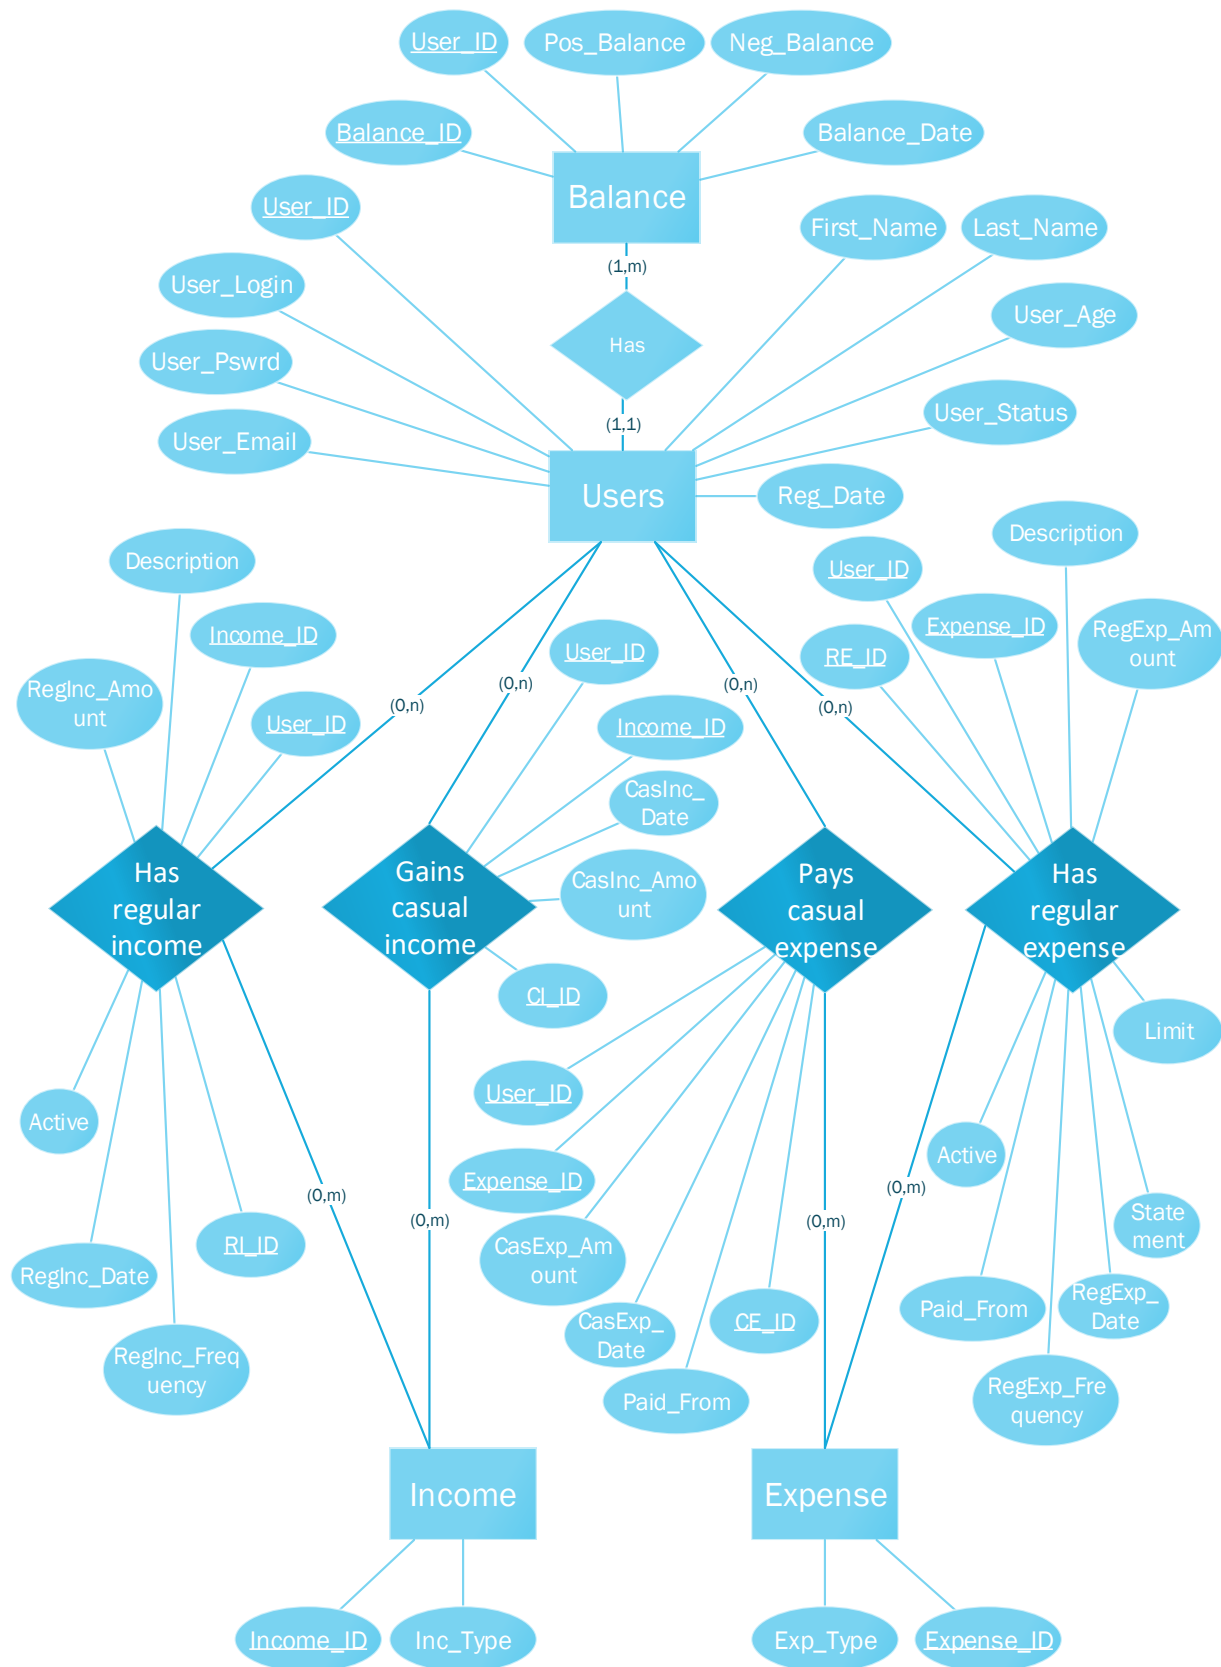 User_ID
Pos_Balance
Neg_Balance
Balance_ID
Balance_Date
Balance
User_ID
First_Name
Last_Name
(1,m)
User_Login
User_Age
Has
User_Pswrd
User_Status
(1,1)
User_Email
Users
Reg_Date
Description
Description
User_ID
Income_ID
User_ID
Expense_ID
RegExp_Am
ount
RE_ID
RegInc_Amo
unt
(0,n)
(0,n)
(0,n)
(0,n)
User_ID
Income_ID
CasInc_
Date
CasInc_Amo
unt
Has
regular
income
Gains
casual
income
Pays
casual
expense
Has
regular
expense
CI_ID
Limit
User_ID
Active
Active
Expense_ID
(0,m)
(0,m)
(0,m)
(0,m)
State
ment
RI_ID
CasExp_Am
ount
RegInc_Date
CasExp_
Date
CE_ID
Paid_From
RegExp_
Date
RegInc_Freq
uency
Paid_From
RegExp_Fre
quency
Income
Expense
Income_ID
Inc_Type
Exp_Type
Expense_ID